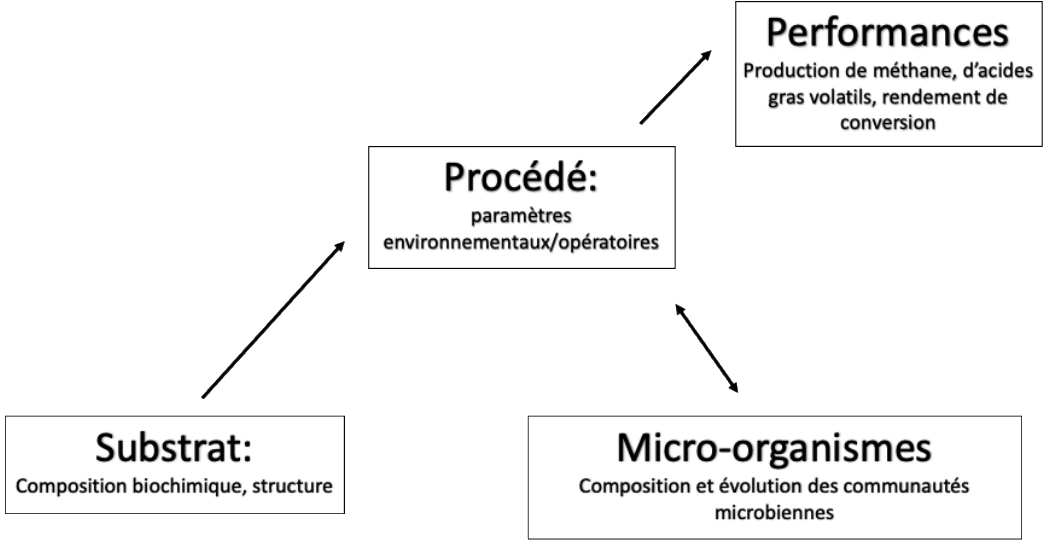 Performances
Production de méthane, d’acides
gras volatils, rendement de
conversion
Procédé:
paramètres
environnementaux/opératoires
Substrat:
Composition biochimique, structure
Micro-organismes
Composition et évolution des communautés
microbiennes